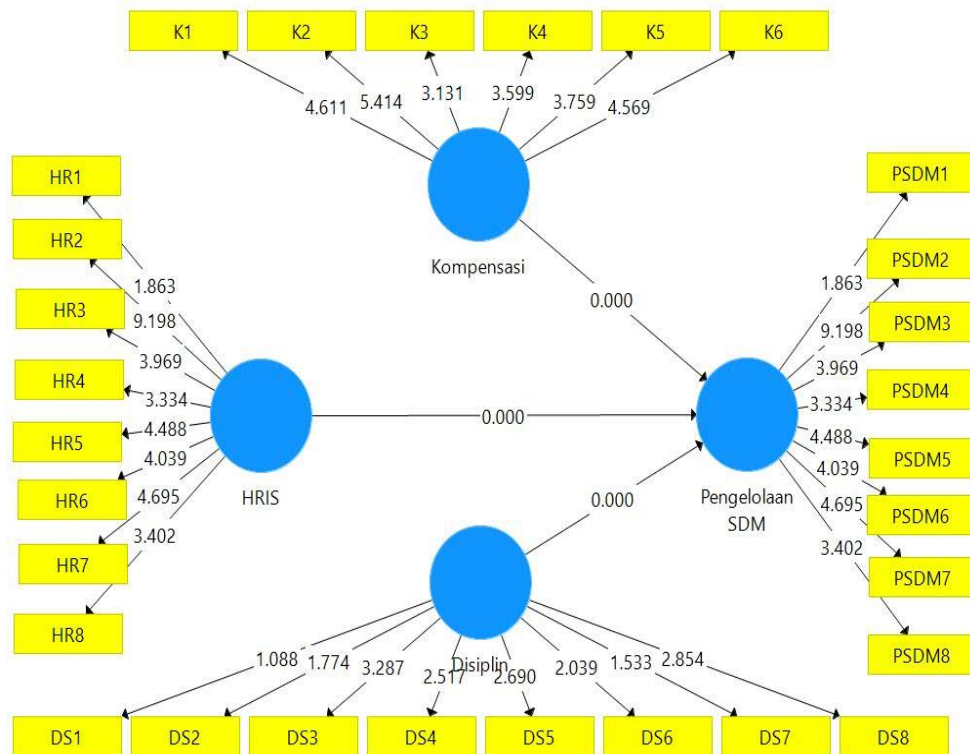 K1 K2 K3 K4 K5 K6
4.611 5.414 3.131 3.599 3.759 4.569
Kompensasi
HR1
HR2
HR3
HR4
HR5
HR6
HR7
HR8
1.863
9.198
3.969
3.334
4.488
4.039
4.695
3.402
HRIS
0.000
0.000
0.000
Pengelolaan
SDM
1.863
9.198
3.969
3.334
4.488
4.039
4.695
3.402
PSDM1
PSDM2
PSDM3
PSDM4
PSDM5
PSDM6
PSDM7
PSDM8
Disiplin
1.088 1.774 3.287 2.517 2.690 2.039 1.533 2.854
DS1 DS2 DS3 DS4 DS5 DS6 DS7 DS8